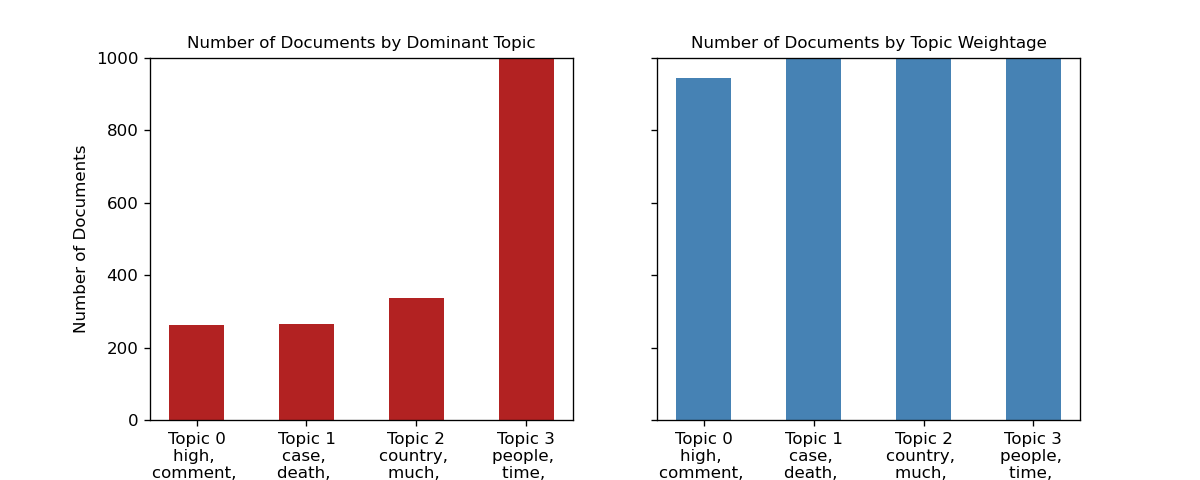 Number of Documents by Dominant Topic
Number of Documents
1000
800
600
400
200
0
Topic 0
high,
comment,
Topic 1
case,
death,
Topic 2
country,
much,
Topic 3
people,
time,
Number of Documents by Topic Weightage
Topic 0
high,
comment,
Topic 1
case,
death,
Topic 2
country,
much,
Topic 3
people,
time,